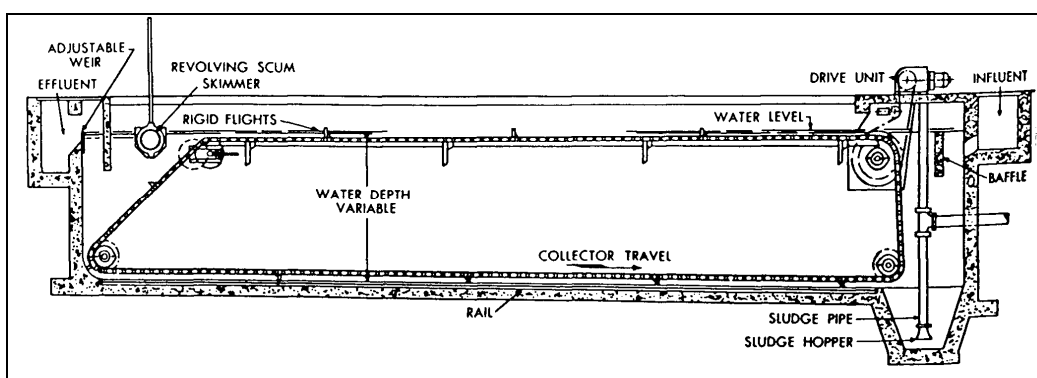 ADJUSTABLE
WEIR
EFFLUENT
REVOLVING SCUM
SKIMMER
RIGID FLIGHTS
DRIVE UNIT
INFLUENT
WATER LEVEL
BAFFLE
WATER DEPTH
VARIABLE
COLLECTOR TRAVEL
RAIL
SLUDGE PIPE
SLUDGE HOPPER